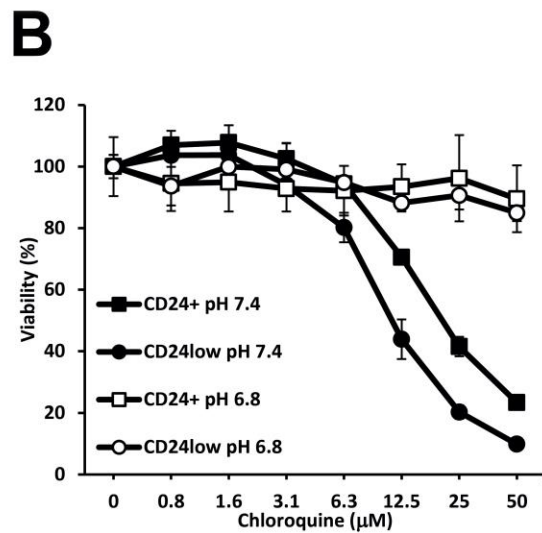 B
120
100
80
60
40
20
0
Viability (%)
CD24+ pH 7.4
CD24low pH 7.4
CD24+ pH 6.8
CD24low pH 6.8
0 0.8 1.6 3.1 6.3 12.5 25 50
Chloroquine (μM)